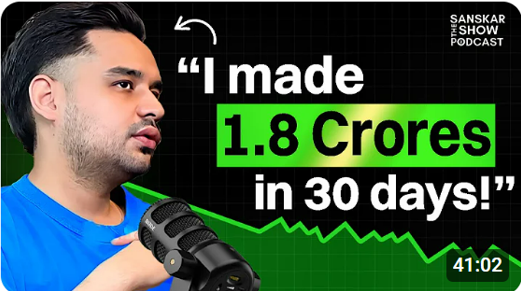 SANSKAR
THE SHOW
PODCAST
“I made
1.8 Crores
in 30 days!”
41:02